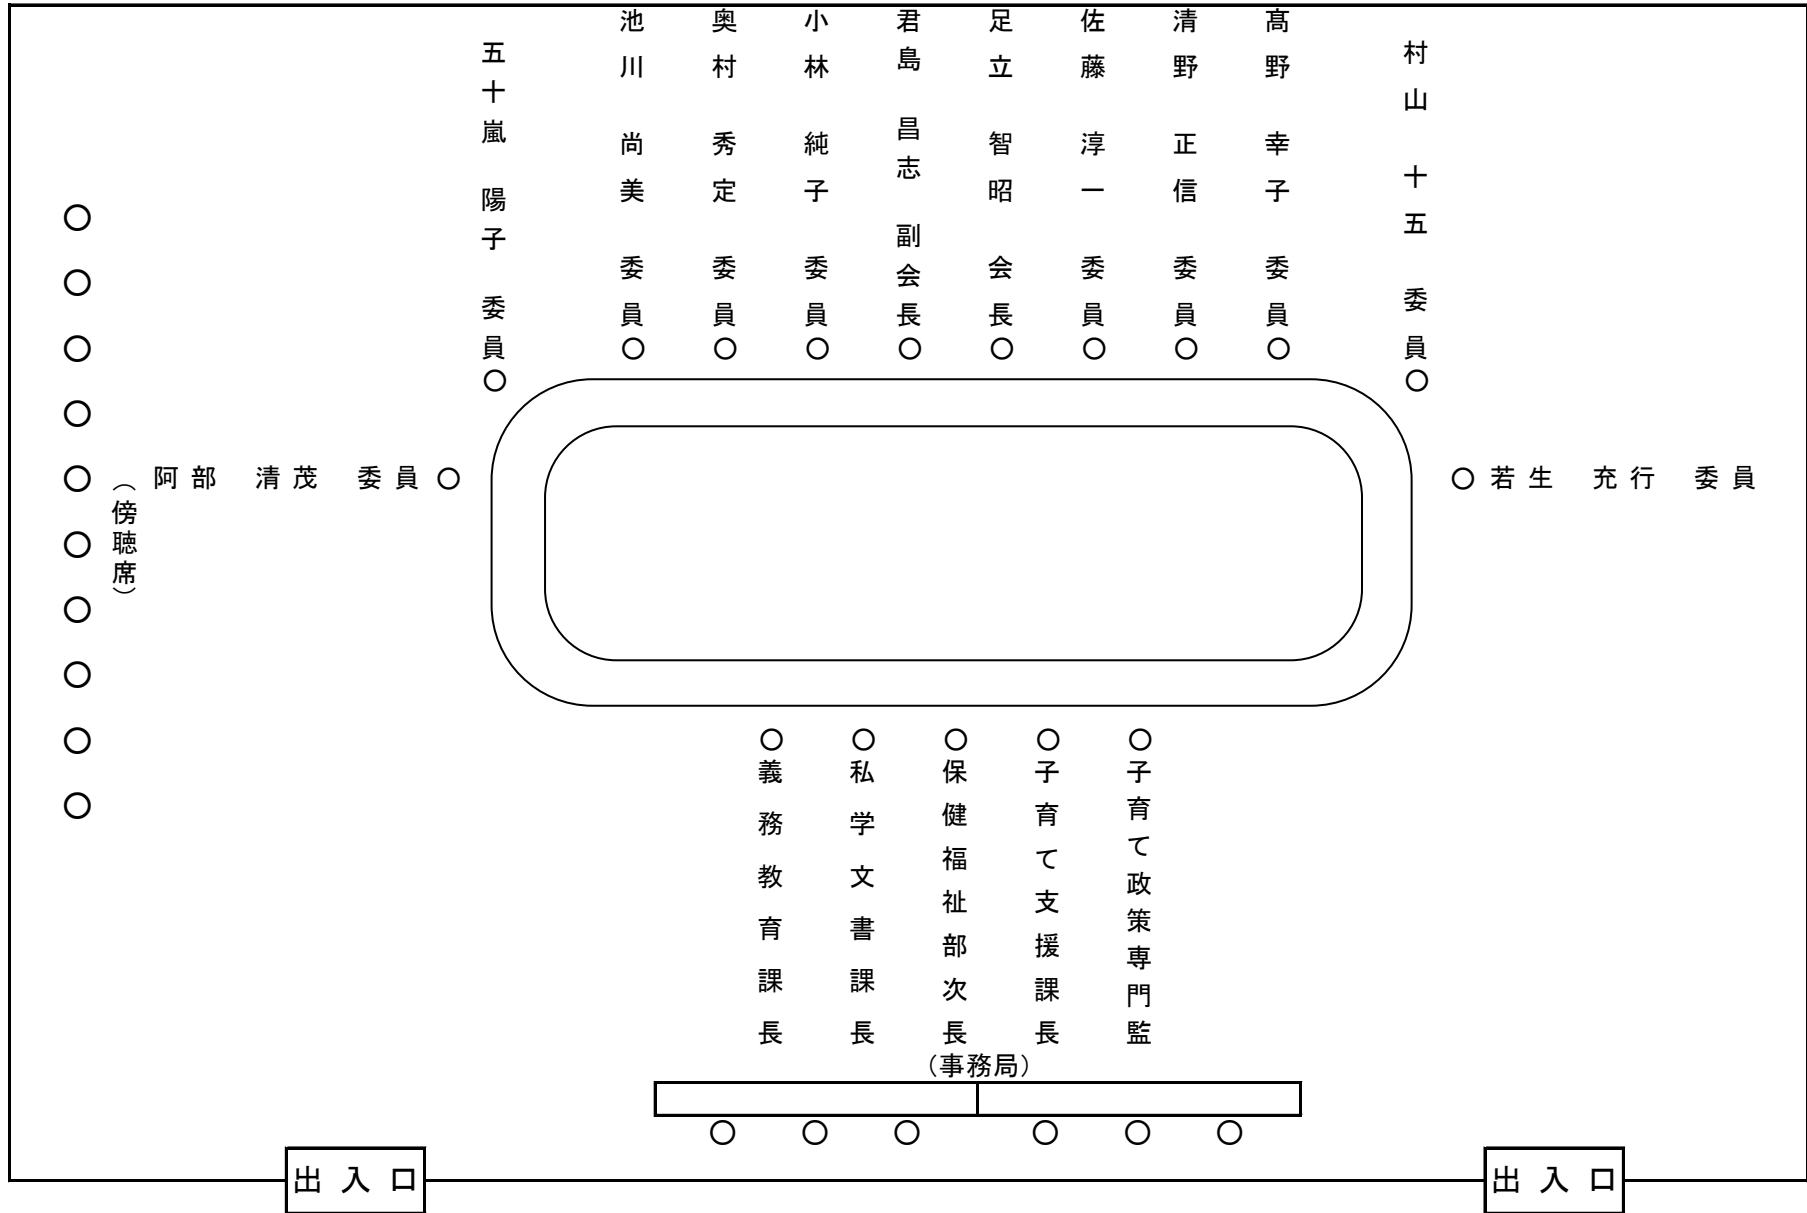 五十嵐 陽子 委員
池川 尚美 委員
奥村 秀定 委員
小林 純子 委員
君島 昌志 副会長
足立 智昭 会長
佐藤 淳一 委員
清野 正信 委員
髙野 幸子 委員
村山 十五 委員
(傍聴席)
阿部 清茂 委員
若生 充行 委員
義務教育課長
私学文書課長
保健福祉部次長
子育て支援課長
子育て政策専門監
(事務局)
出入口
出入口